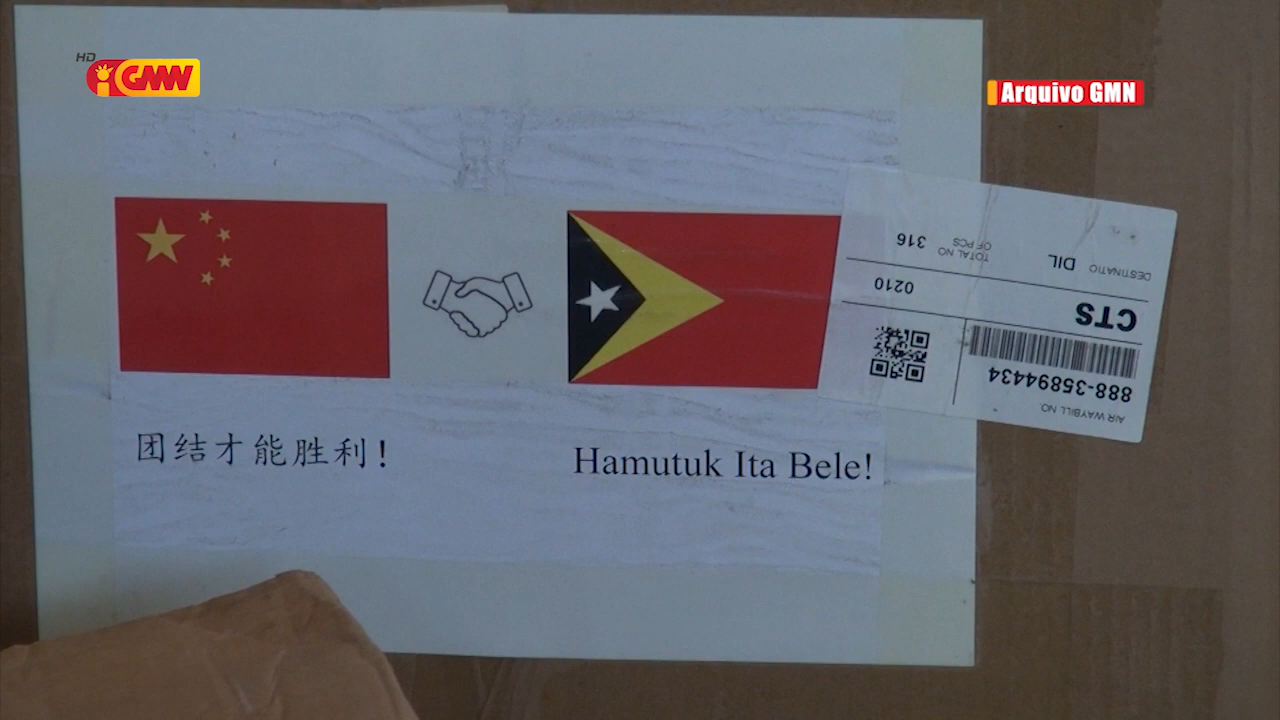 HD
GMN
Arquivo GMN
团结才能胜利!
Hamutuk Ita Bele!
AIR WAYBILL NO.
888-35894434
CTS
0210
DESTINATIO DIL
TOTAL NO OF PCS 316